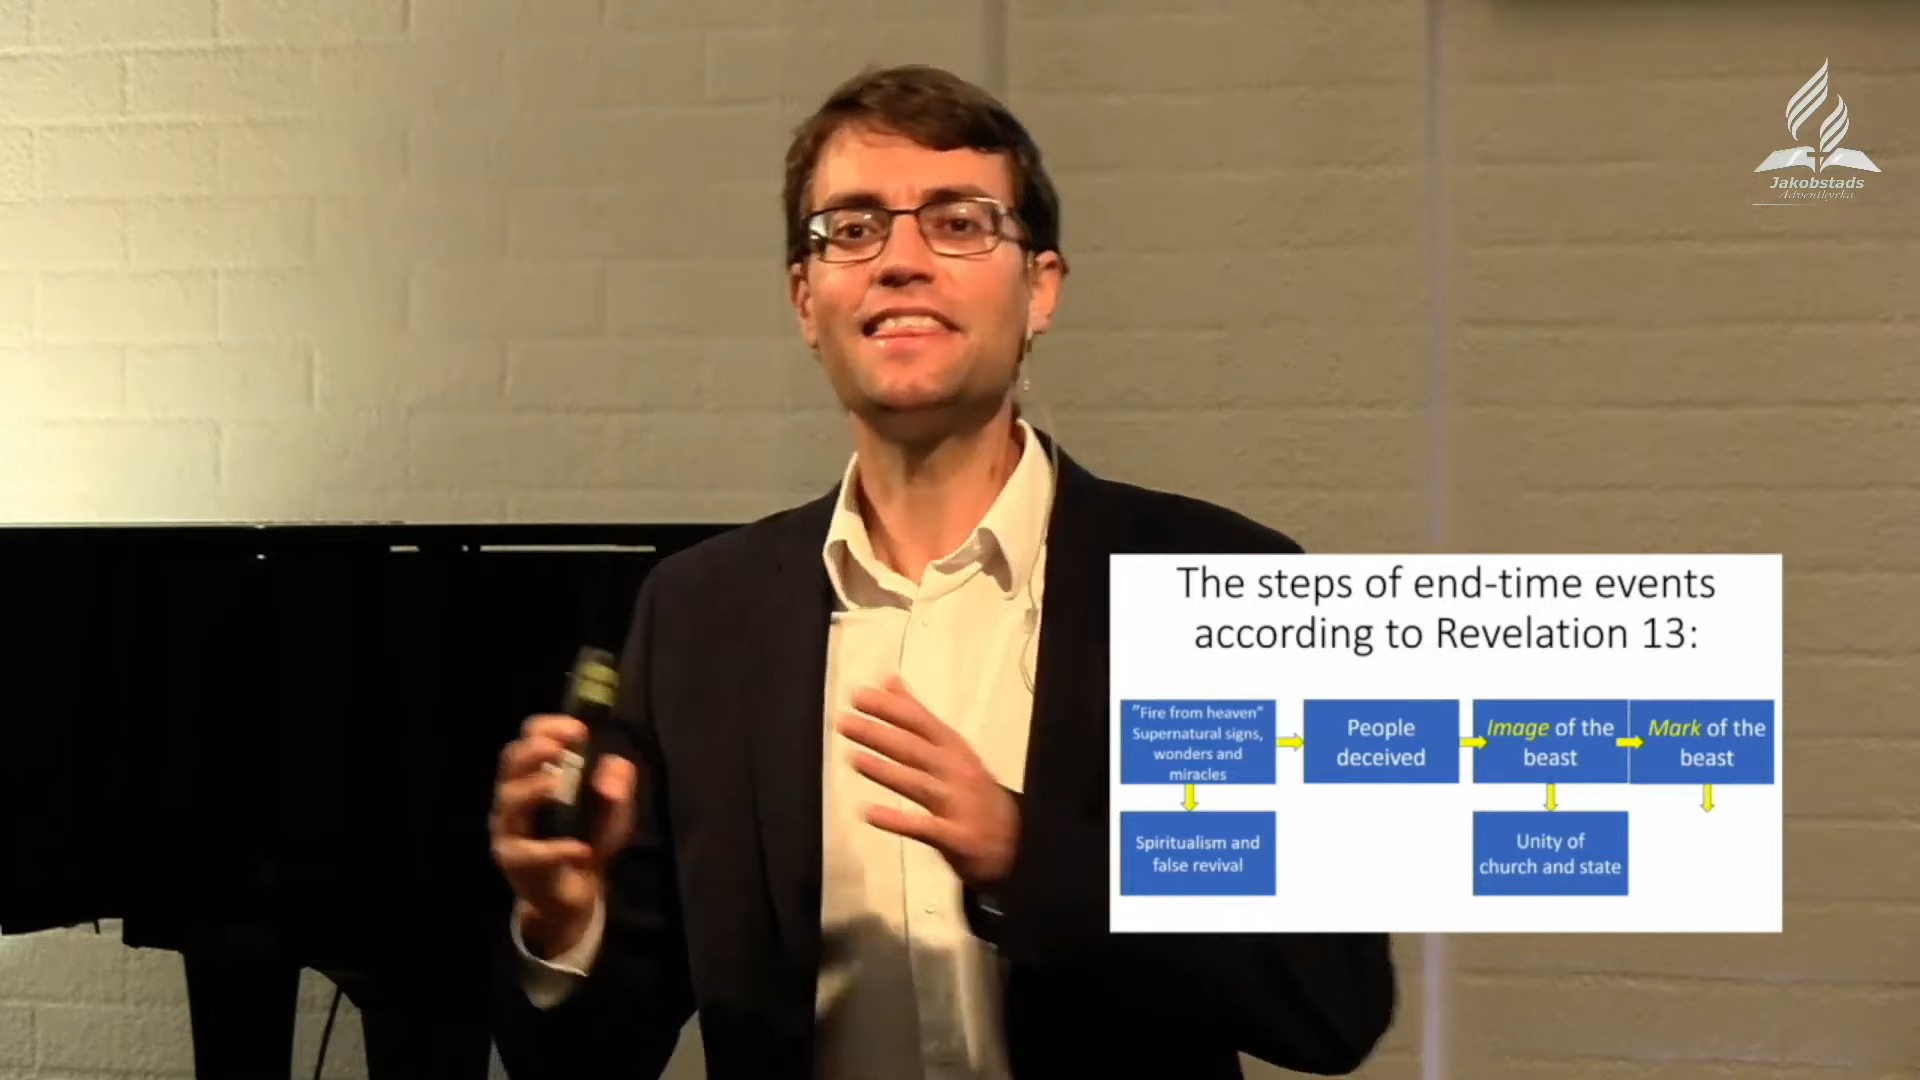 Jakobstads
Adventkyrka
The steps of end-time events
according to Revelation 13:
"Fire from heaven"
Supernatural signs,
wonders and
miracles
People
deceived
Image of the
beast
Mark of the
beast
Spiritualism and
false revival
Unity of
church and state